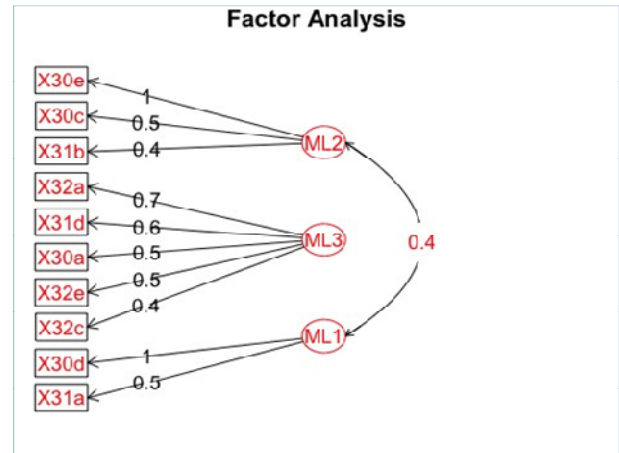 Factor Analysis
X30e
1
X30c
0.5
X31b
0.4
ML2
X32a
0.7
X31d
0.6
ML3
0.4
X30a
0.5
X32e
0.5
X32c
0.4
ML1
X30d
1
X31a
0.5